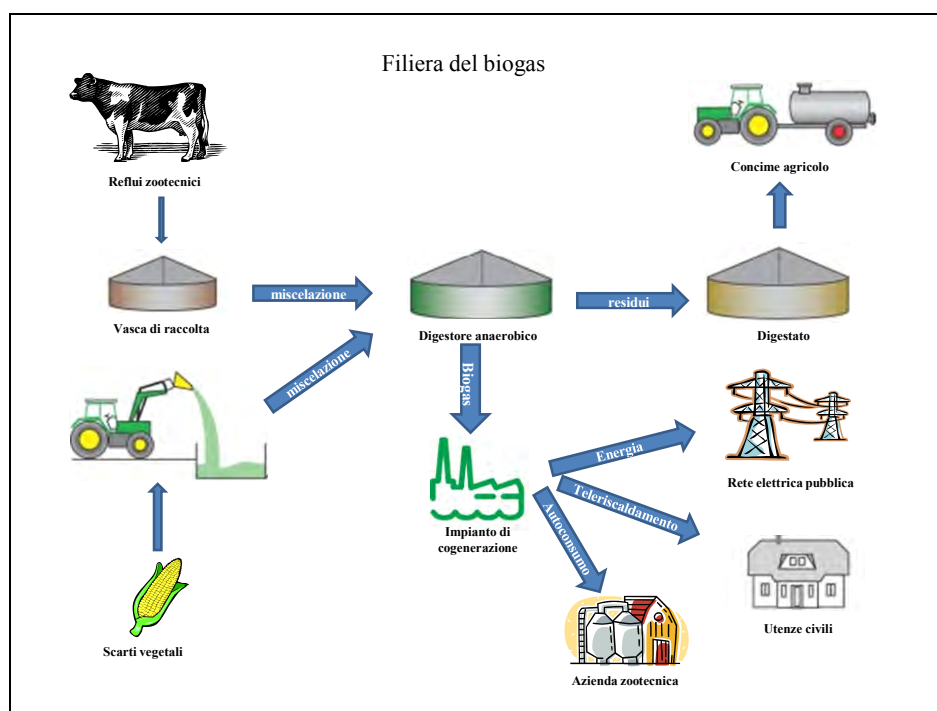 Filiera del biogas
Reflui zootecnici
Concime agricolo
Vasca di raccolta
miscelazione
Digestore anaerobico
residui
Digestato
miscelazione
Biogas
Energia
Rete elettrica pubblica
Teleriscaldamento
Impianto di
cogenerazione
Autoconsumo
Utenze civili
Scarti vegetali
Azienda zootecnica